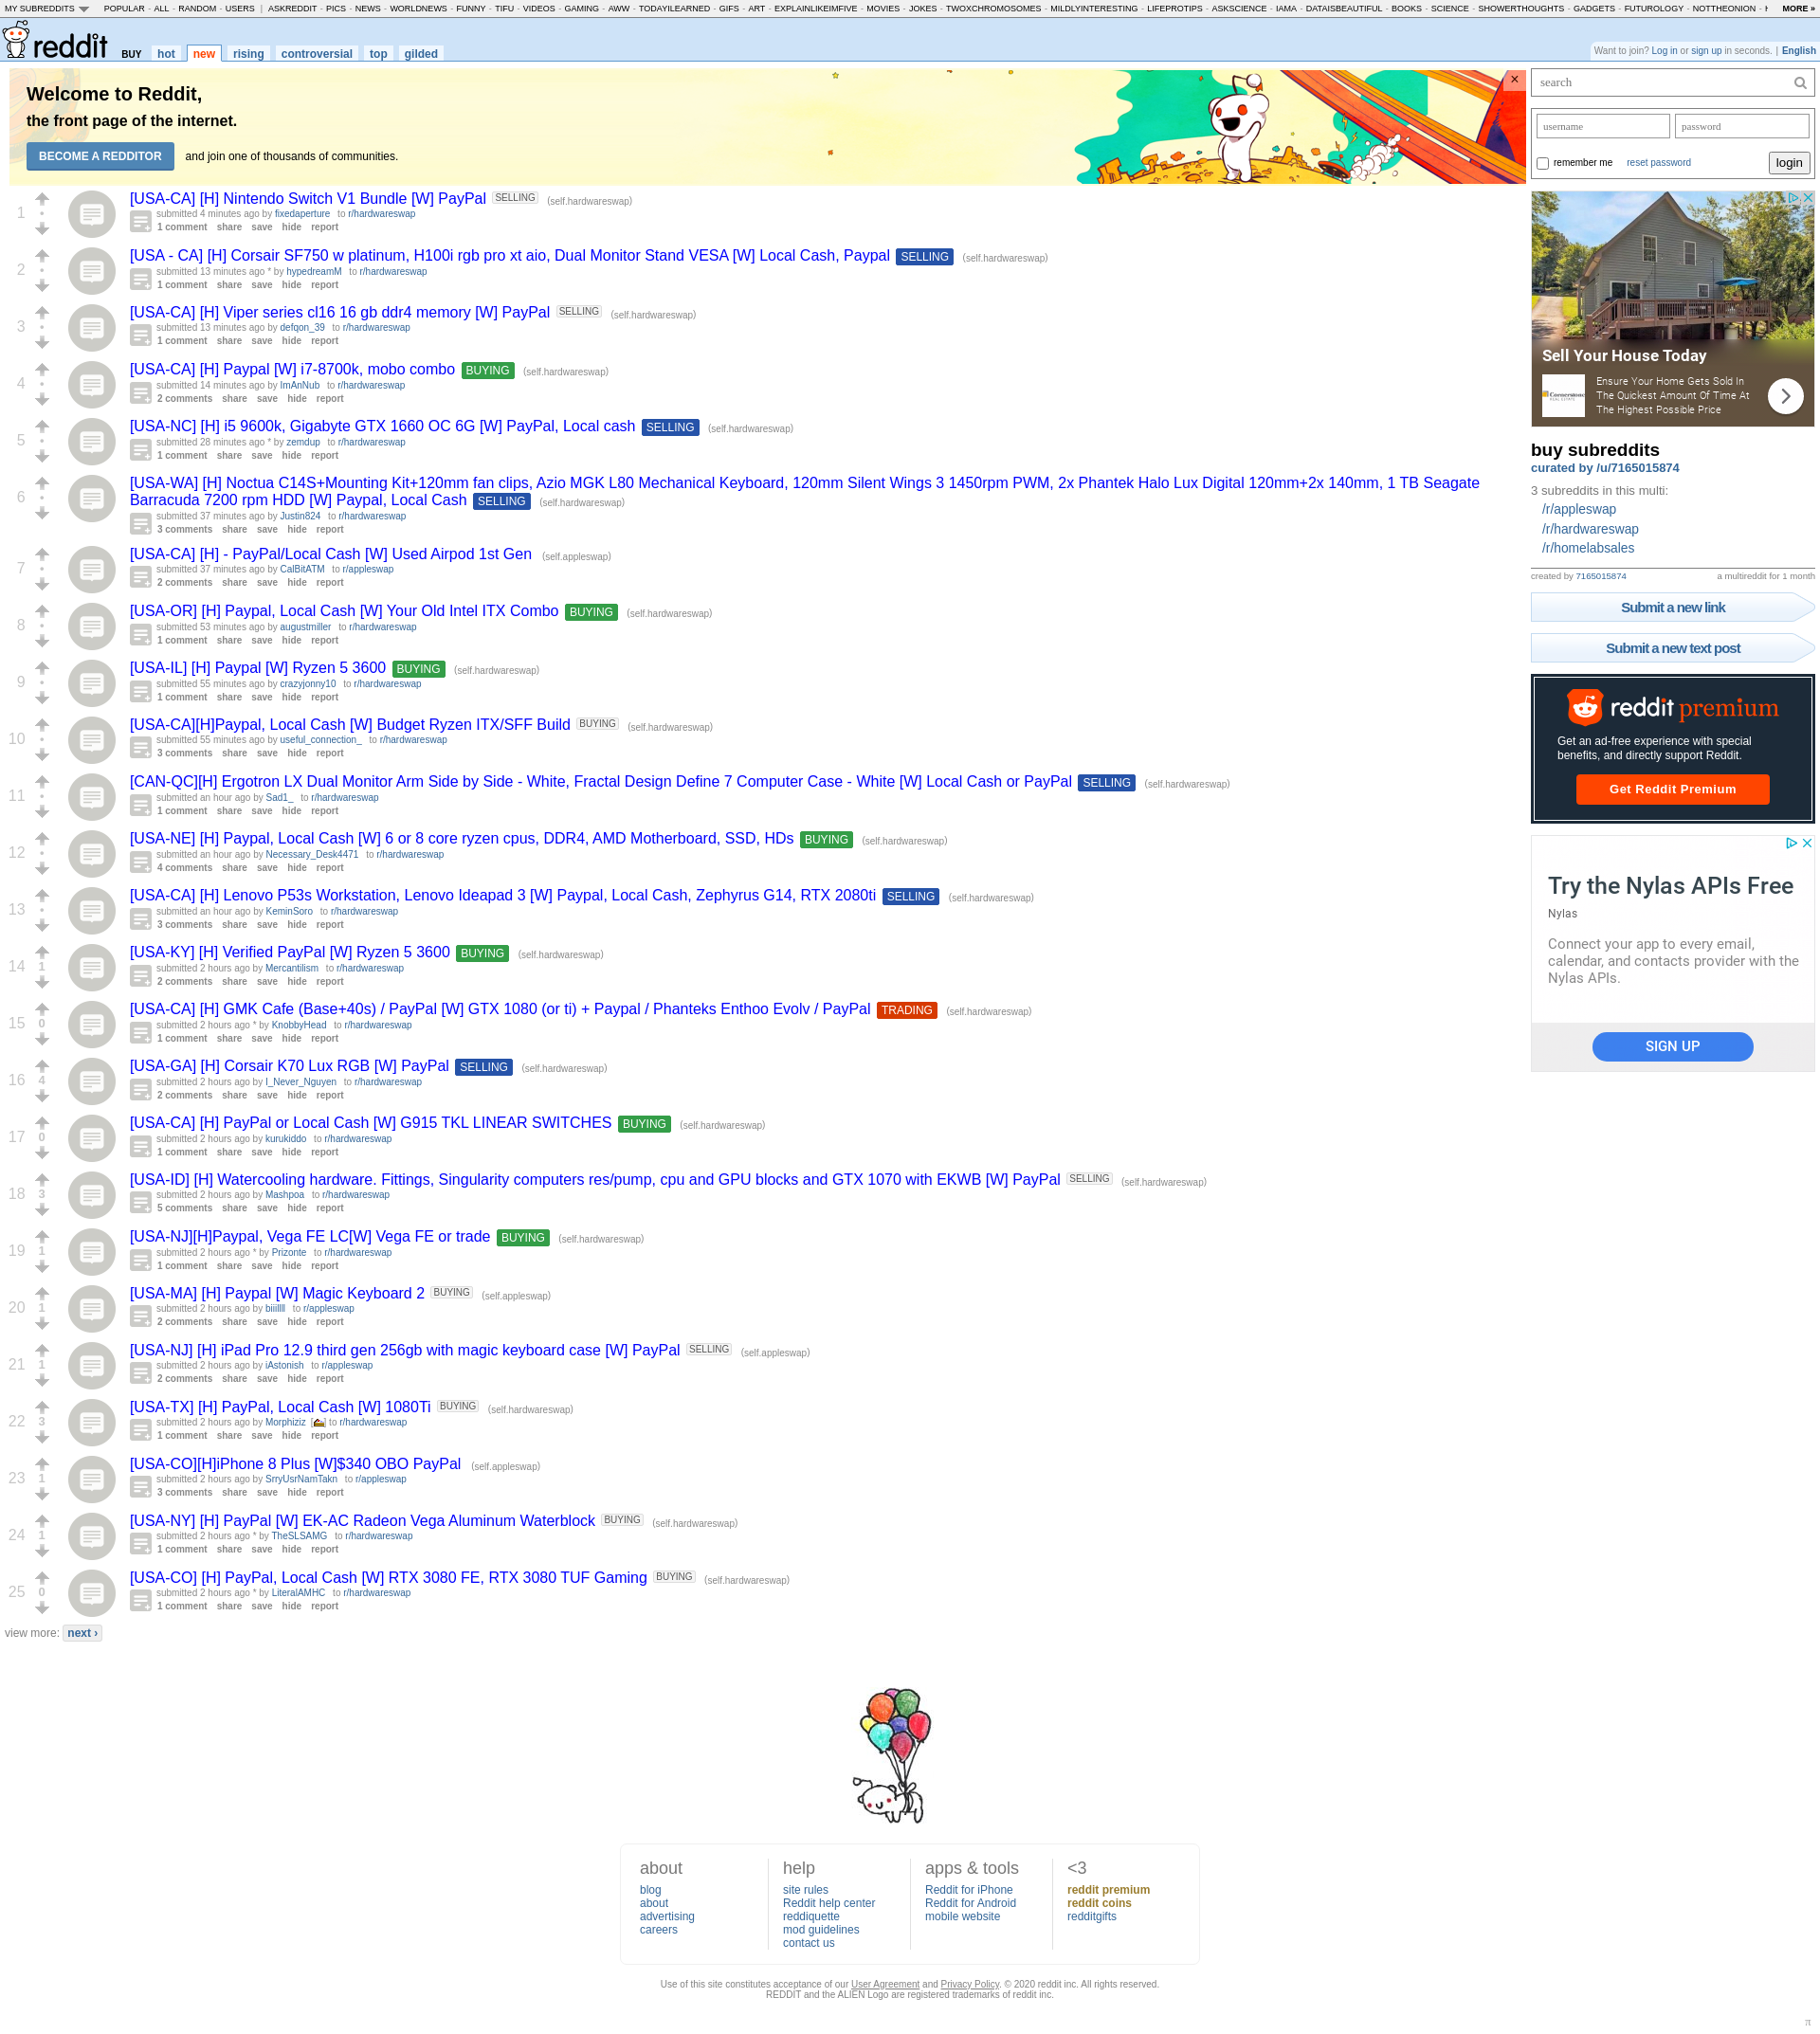 MY SUBREDDITS POPULAR - ALL - RANDOM - USERS | ASKREDDIT - PICS - NEWS - WORLDNEWS - FUNNY - TIFU - VIDEOS - GAMING - AWW - TODAYILEARNED - GIFS - ART - EXPLAINLIKEIMFIVE - MOVIES - JOKES - TWOXCHROMOSOMES - MILDLYINTERESTING - LIFEPROTIPS - ASKSCIENCE - IAMA - DATAISBEAUTIFUL - BOOKS - SCIENCE - SHOWERTHOUGHTS - GADGETS - FUTUROLOGY - NOTTHEONION - MORE »
reddit BUY hot new rising controversial top gilded
Want to join? Log in or sign up in seconds. | English
Welcome to Reddit,
the front page of the internet.
BECOME A REDDITOR and join one of thousands of communities.
×
1
[USA-CA] [H] Nintendo Switch V1 Bundle [W] PayPal SELLING (self.hardwareswap)
submitted 4 minutes ago by fixedaperture to r/hardwareswap
1 comment share save hide report
2
[USA - CA] [H] Corsair SF750 w platinum, H100i rgb pro xt aio, Dual Monitor Stand VESA [W] Local Cash, Paypal SELLING (self.hardwareswap)
submitted 13 minutes ago * by hypedreamM to r/hardwareswap
1 comment share save hide report
3
[USA-CA] [H] Viper series cl16 16 gb ddr4 memory [W] PayPal SELLING (self.hardwareswap)
submitted 13 minutes ago by defqon_39 to r/hardwareswap
1 comment share save hide report
4
[USA-CA] [H] Paypal [W] i7-8700k, mobo combo BUYING (self.hardwareswap)
submitted 14 minutes ago by ImAnNub to r/hardwareswap
2 comments share save hide report
5
[USA-NC] [H] i5 9600k, Gigabyte GTX 1660 OC 6G [W] PayPal, Local cash SELLING (self.hardwareswap)
submitted 28 minutes ago * by zemdup to r/hardwareswap
1 comment share save hide report
6
[USA-WA] [H] Noctua C14S+Mounting Kit+120mm fan clips, Azio MGK L80 Mechanical Keyboard, 120mm Silent Wings 3 1450rpm PWM, 2x Phantek Halo Lux Digital 120mm+2x 140mm, 1 TB Seagate
Barracuda 7200 rpm HDD [W] Paypal, Local Cash SELLING (self.hardwareswap)
submitted 37 minutes ago by Justin824 to r/hardwareswap
3 comments share save hide report
7
[USA-CA] [H] - PayPal/Local Cash [W] Used Airpod 1st Gen (self.appleswap)
submitted 37 minutes ago by CalBitATM to r/appleswap
2 comments share save hide report
8
[USA-OR] [H] Paypal, Local Cash [W] Your Old Intel ITX Combo BUYING (self.hardwareswap)
submitted 53 minutes ago by augustmiller to r/hardwareswap
1 comment share save hide report
9
[USA-IL] [H] Paypal [W] Ryzen 5 3600 BUYING (self.hardwareswap)
submitted 55 minutes ago by crazyjonny10 to r/hardwareswap
1 comment share save hide report
10
[USA-CA][H]Paypal, Local Cash [W] Budget Ryzen ITX/SFF Build BUYING (self.hardwareswap)
submitted 55 minutes ago by useful_connection_ to r/hardwareswap
3 comments share save hide report
11
[CAN-QC][H] Ergotron LX Dual Monitor Arm Side by Side - White, Fractal Design Define 7 Computer Case - White [W] Local Cash or PayPal SELLING (self.hardwareswap)
submitted an hour ago by Sad1_ to r/hardwareswap
1 comment share save hide report
12
[USA-NE] [H] Paypal, Local Cash [W] 6 or 8 core ryzen cpus, DDR4, AMD Motherboard, SSD, HDs BUYING (self.hardwareswap)
submitted an hour ago by Necessary_Desk4471 to r/hardwareswap
4 comments share save hide report
13
[USA-CA] [H] Lenovo P53s Workstation, Lenovo Ideapad 3 [W] Paypal, Local Cash, Zephyrus G14, RTX 2080ti SELLING (self.hardwareswap)
submitted an hour ago by KeminSoro to r/hardwareswap
3 comments share save hide report
14 1
[USA-KY] [H] Verified PayPal [W] Ryzen 5 3600 BUYING (self.hardwareswap)
submitted 2 hours ago by Mercantilism to r/hardwareswap
2 comments share save hide report
15 0
[USA-CA] [H] GMK Cafe (Base+40s) / PayPal [W] GTX 1080 (or ti) + Paypal / Phanteks Enthoo Evolv / PayPal TRADING (self.hardwareswap)
submitted 2 hours ago * by KnobbyHead to r/hardwareswap
1 comment share save hide report
16 4
[USA-GA] [H] Corsair K70 Lux RGB [W] PayPal SELLING (self.hardwareswap)
submitted 2 hours ago by I_Never_Nguyen to r/hardwareswap
2 comments share save hide report
17 0
[USA-CA] [H] PayPal or Local Cash [W] G915 TKL LINEAR SWITCHES BUYING (self.hardwareswap)
submitted 2 hours ago by kurukiddo to r/hardwareswap
1 comment share save hide report
18 3
[USA-ID] [H] Watercooling hardware. Fittings, Singularity computers res/pump, cpu and GPU blocks and GTX 1070 with EKWB [W] PayPal SELLING (self.hardwareswap)
submitted 2 hours ago by Mashpoa to r/hardwareswap
5 comments share save hide report
19 1
[USA-NJ][H]Paypal, Vega FE LC[W] Vega FE or trade BUYING (self.hardwareswap)
submitted 2 hours ago * by Prizonte to r/hardwareswap
1 comment share save hide report
20 1
[USA-MA] [H] Paypal [W] Magic Keyboard 2 BUYING (self.appleswap)
submitted 2 hours ago by to r/appleswap
2 comments share save hide report
21 1
[USA-NJ] [H] iPad Pro 12.9 third gen 256gb with magic keyboard case [W] PayPal SELLING (self.appleswap)
submitted 2 hours ago by iAstonish to r/appleswap
2 comments share save hide report
22 3
[USA-TX] [H] PayPal, Local Cash [W] 1080Ti BUYING (self.hardwareswap)
submitted 2 hours ago by Morphiziz [] to r/hardwareswap
1 comment share save hide report
23 1
[USA-CO][H]iPhone 8 Plus [W]$340 OBO PayPal (self.appleswap)
submitted 2 hours ago by SrryUsrNamTakn to r/appleswap
3 comments share save hide report
24 1
[USA-NY] [H] PayPal [W] EK-AC Radeon Vega Aluminum Waterblock BUYING (self.hardwareswap)
submitted 2 hours ago * by TheSLSAMG to r/hardwareswap
1 comment share save hide report
25 0
[USA-CO] [H] PayPal, Local Cash [W] RTX 3080 FE, RTX 3080 TUF Gaming BUYING (self.hardwareswap)
submitted 2 hours ago * by LiteralAMHC to r/hardwareswap
1 comment share save hide report
view more: next ›
search
username password
remember me reset password login
Sell Your House Today
Cornerstone
Ensure Your Home Gets Sold In
The Quickest Amount Of Time At
The Highest Possible Price
buy subreddits
curated by /u/7165015874
3 subreddits in this multi:
/r/appleswap
/r/hardwareswap
/r/homelabsales
created by 7165015874 a multireddit for 1 month
Submit a new link
Submit a new text post
reddit premium
Get an ad-free experience with special
benefits, and directly support Reddit.
Get Reddit Premium
Try the Nylas APIs Free
Nylas
Connect your app to every email,
calendar, and contacts provider with the
Nylas APIs.
SIGN UP
about
blog
about
advertising
careers
help
site rules
Reddit help center
reddiquette
mod guidelines
contact us
apps & tools
Reddit for iPhone
Reddit for Android
mobile website
<3
reddit premium
reddit coins
redditgifts
Use of this site constitutes acceptance of our User Agreement and Privacy Policy. © 2020 reddit inc. All rights reserved.
REDDIT and the ALIEN Logo are registered trademarks of reddit inc.
π